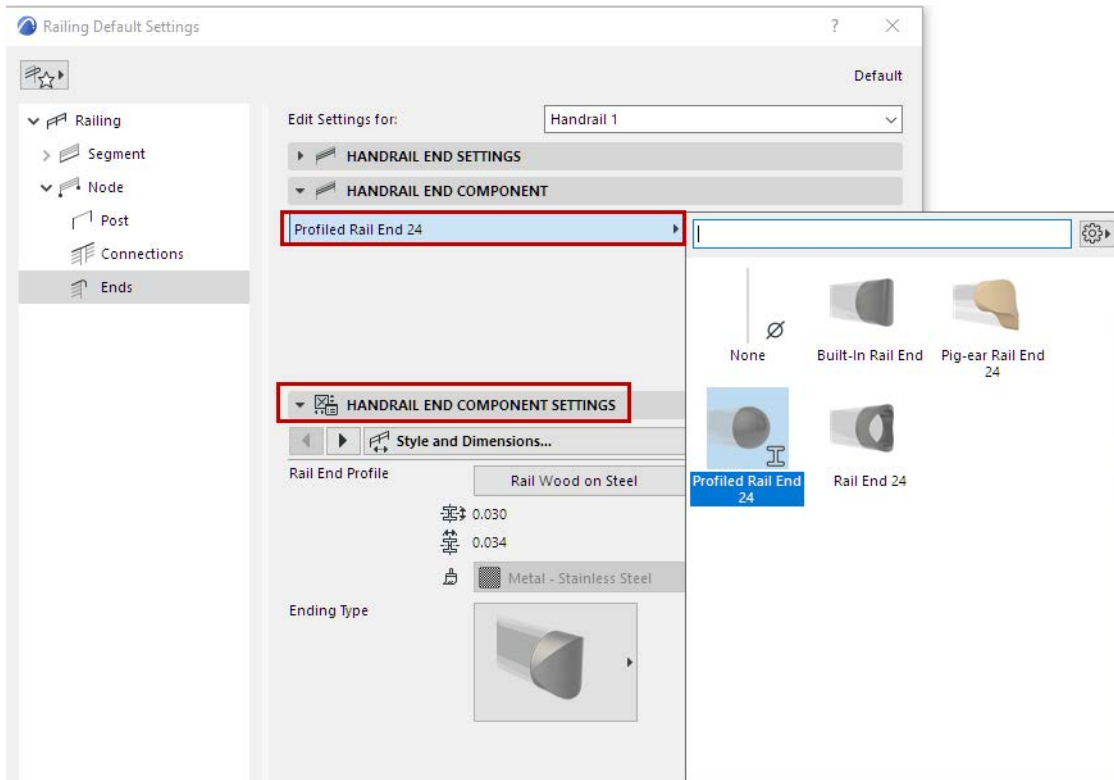 Railing Default Settings
?
Default
Railing
Edit Settings for:
Handrail 1
Segment
HANDRAIL END SETTINGS
Node
HANDRAIL END COMPONENT
Post
Profiled Rail End 24
Connections
Ends
None
Built-In Rail End
Pig-ear Rail End
24
HANDRAIL END COMPONENT SETTINGS
Style and Dimensions...
Rail End Profile
Rail Wood on Steel
Profiled Rail End
24
Rail End 24
0.030
0.034
Metal - Stainless Steel
Ending Type